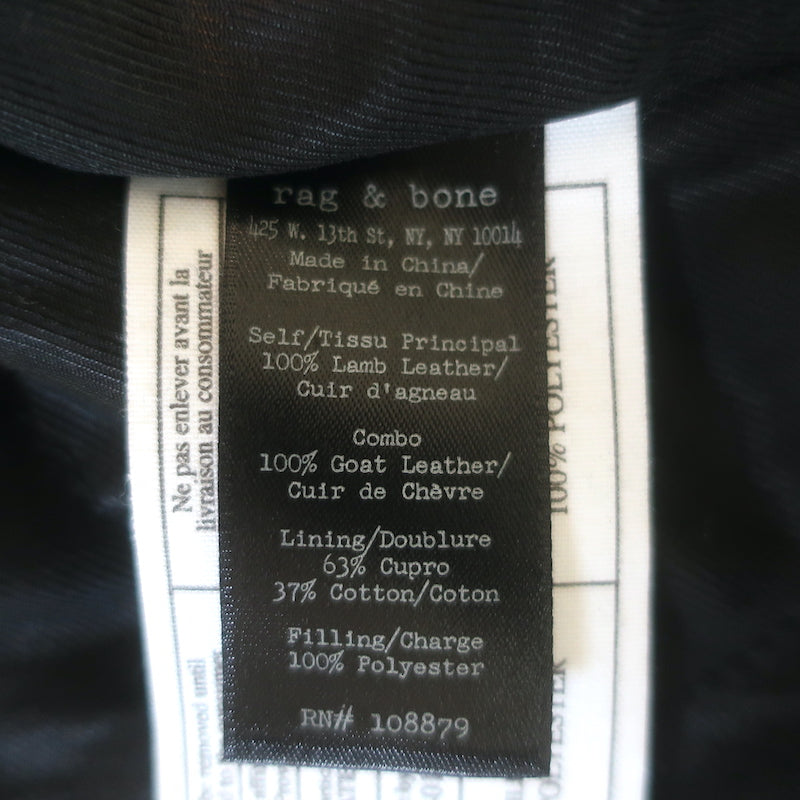 rag & bone
425 W. 13th St, NY, NY 10014
Made in China/
Fabriqué en Chine
Self/Tissu Principal
100% Lamb Leather/
Cuir d'agneau
Combo
100% Goat Leather/
Cuir de Chèvre
Lining/Doublure
63% Cupro
37% Cotton/Coton
Filling/Charge
100% Polyester
RN# 108879
Ne pas enlever avant la
livraison au consommateur
100% POLYESTER
removed until